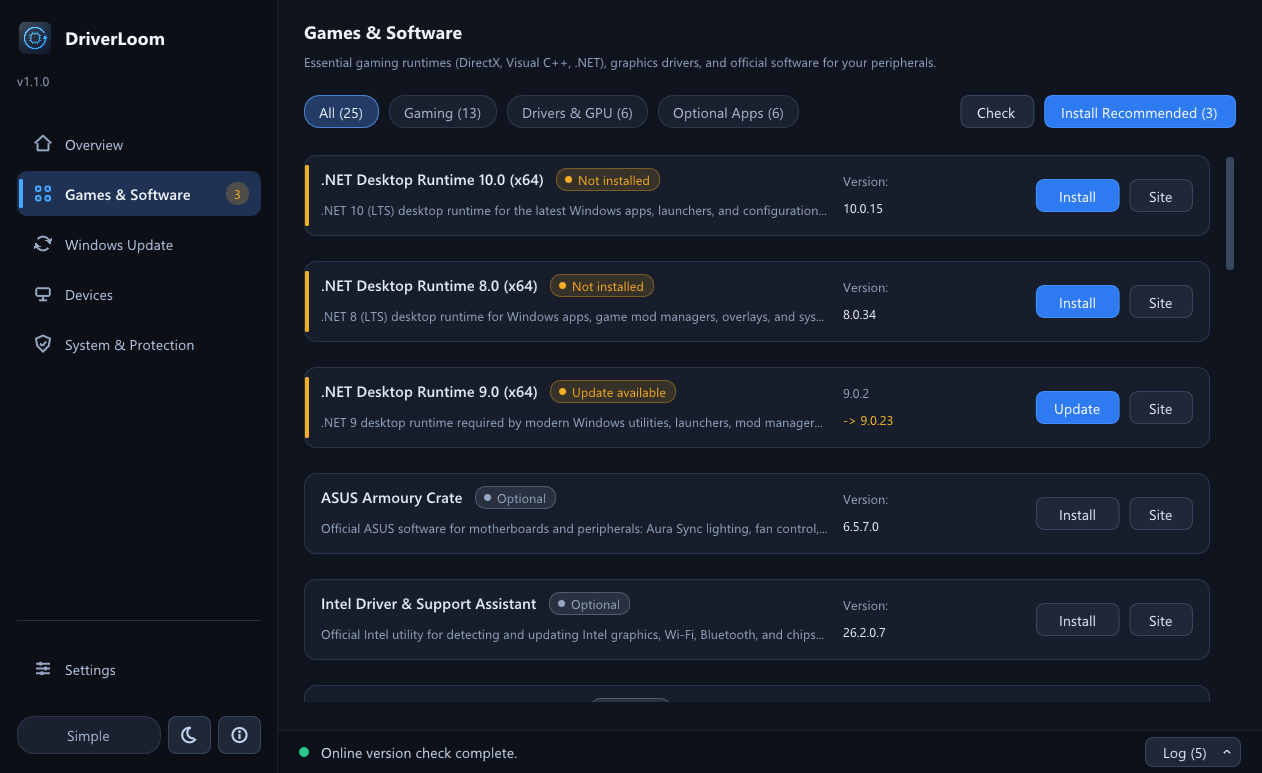 DriverLoom
v1.1.0
Overview
Games & Software
3
Windows Update
Devices
System & Protection
Settings
Simple
Games & Software
Essential gaming runtimes (DirectX, Visual C++, .NET), graphics drivers, and official software for your peripherals.
All (25)
Gaming (13)
Drivers & GPU (6)
Optional Apps (6)
Check
Install Recommended (3)
.NET Desktop Runtime 10.0 (x64)
Not installed
.NET 10 (LTS) desktop runtime for the latest Windows apps, launchers, and configuration...
Version:
10.0.15
Install
Site
.NET Desktop Runtime 8.0 (x64)
Not installed
.NET 8 (LTS) desktop runtime for Windows apps, game mod managers, overlays, and sys...
Version:
8.0.34
Install
Site
.NET Desktop Runtime 9.0 (x64)
Update available
.NET 9 desktop runtime required by modern Windows utilities, launchers, mod manager...
9.0.2
-> 9.0.23
Update
Site
ASUS Armoury Crate
Optional
Official ASUS software for motherboards and peripherals: Aura Sync lighting, fan control,...
Version:
6.5.7.0
Install
Site
Intel Driver & Support Assistant
Optional
Official Intel utility for detecting and updating Intel graphics, Wi-Fi, Bluetooth, and chips...
Version:
26.2.0.7
Install
Site
Online version check complete.
Log (5)